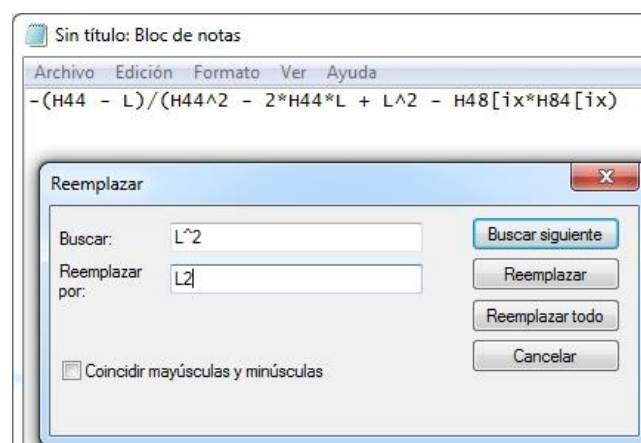 Sin título: Bloc de notas
Archivo Edición Formato Ver Ayuda
-(H44 - L)/(H44^2 - 2*H44*L + L^2 - H48[ix*H84[ix)
Reemplazar
Buscar: L^2 Buscar siguiente
Reemplazar por: L2 Reemplazar
Reemplazar todo
Coincidir mayúsculas y minúsculas Cancelar